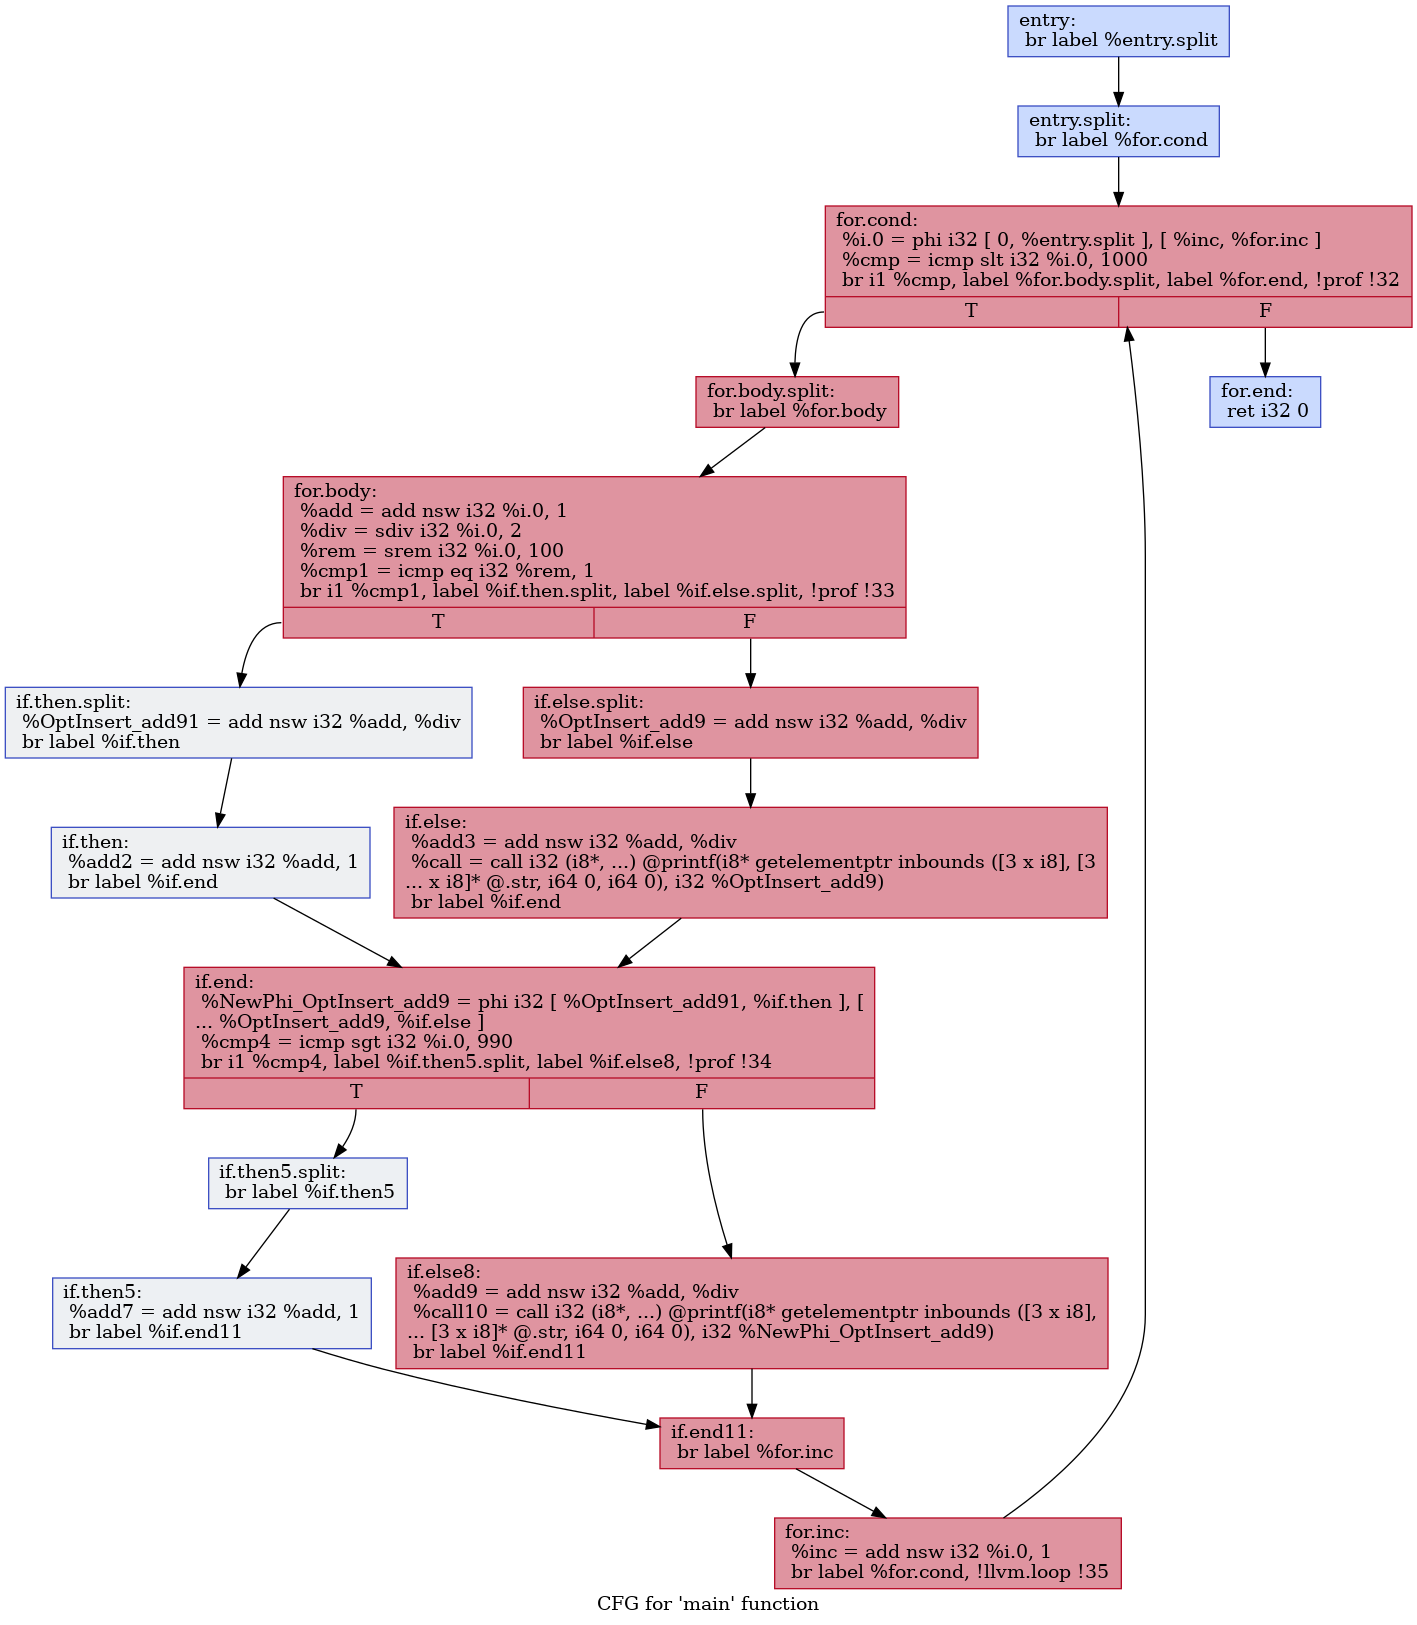 entry:
br label %entry.split
entry.split:
br label %for.cond
for.cond:
%i.0 = phi i32 [ 0, %entry.split ], [ %inc, %for.inc ]
%cmp = icmp slt i32 %i.0, 1000
br i1 %cmp, label %for.body.split, label %for.end, !prof !32
T
F
for.body.split:
br label %for.body
for.end:
ret i32 0
for.body:
%add = add nsw i32 %i.0, 1
%div = sdiv i32 %i.0, 2
%rem = srem i32 %i.0, 100
%cmp1 = icmp eq i32 %rem, 1
br i1 %cmp1, label %if.then.split, label %if.else.split, !prof !33
T
F
if.then.split:
%OptInsert_add91 = add nsw i32 %add, %div
br label %if.then
if.else.split:
%OptInsert_add9 = add nsw i32 %add, %div
br label %if.else
if.then:
%add2 = add nsw i32 %add, 1
br label %if.end
if.else:
%add3 = add nsw i32 %add, %div
%call = call i32 (i8*, ...) @printf(i8* getelementptr inbounds ([3 x i8], [3
... x i8]* @.str, i64 0, i64 0), i32 %OptInsert_add9)
br label %if.end
if.end:
%NewPhi_OptInsert_add9 = phi i32 [ %OptInsert_add91, %if.then ], [
... %OptInsert_add9, %if.else ]
%cmp4 = icmp sgt i32 %i.0, 990
br i1 %cmp4, label %if.then5.split, label %if.else8, !prof !34
T
F
if.then5.split:
br label %if.then5
if.then5:
%add7 = add nsw i32 %add, 1
br label %if.end11
if.else8:
%add9 = add nsw i32 %add, %div
%call10 = call i32 (i8*, ...) @printf(i8* getelementptr inbounds ([3 x i8],
... [3 x i8]* @.str, i64 0, i64 0), i32 %NewPhi_OptInsert_add9)
br label %if.end11
if.end11:
br label %for.inc
for.inc:
%inc = add nsw i32 %i.0, 1
br label %for.cond, !llvm.loop !35
CFG for 'main' function